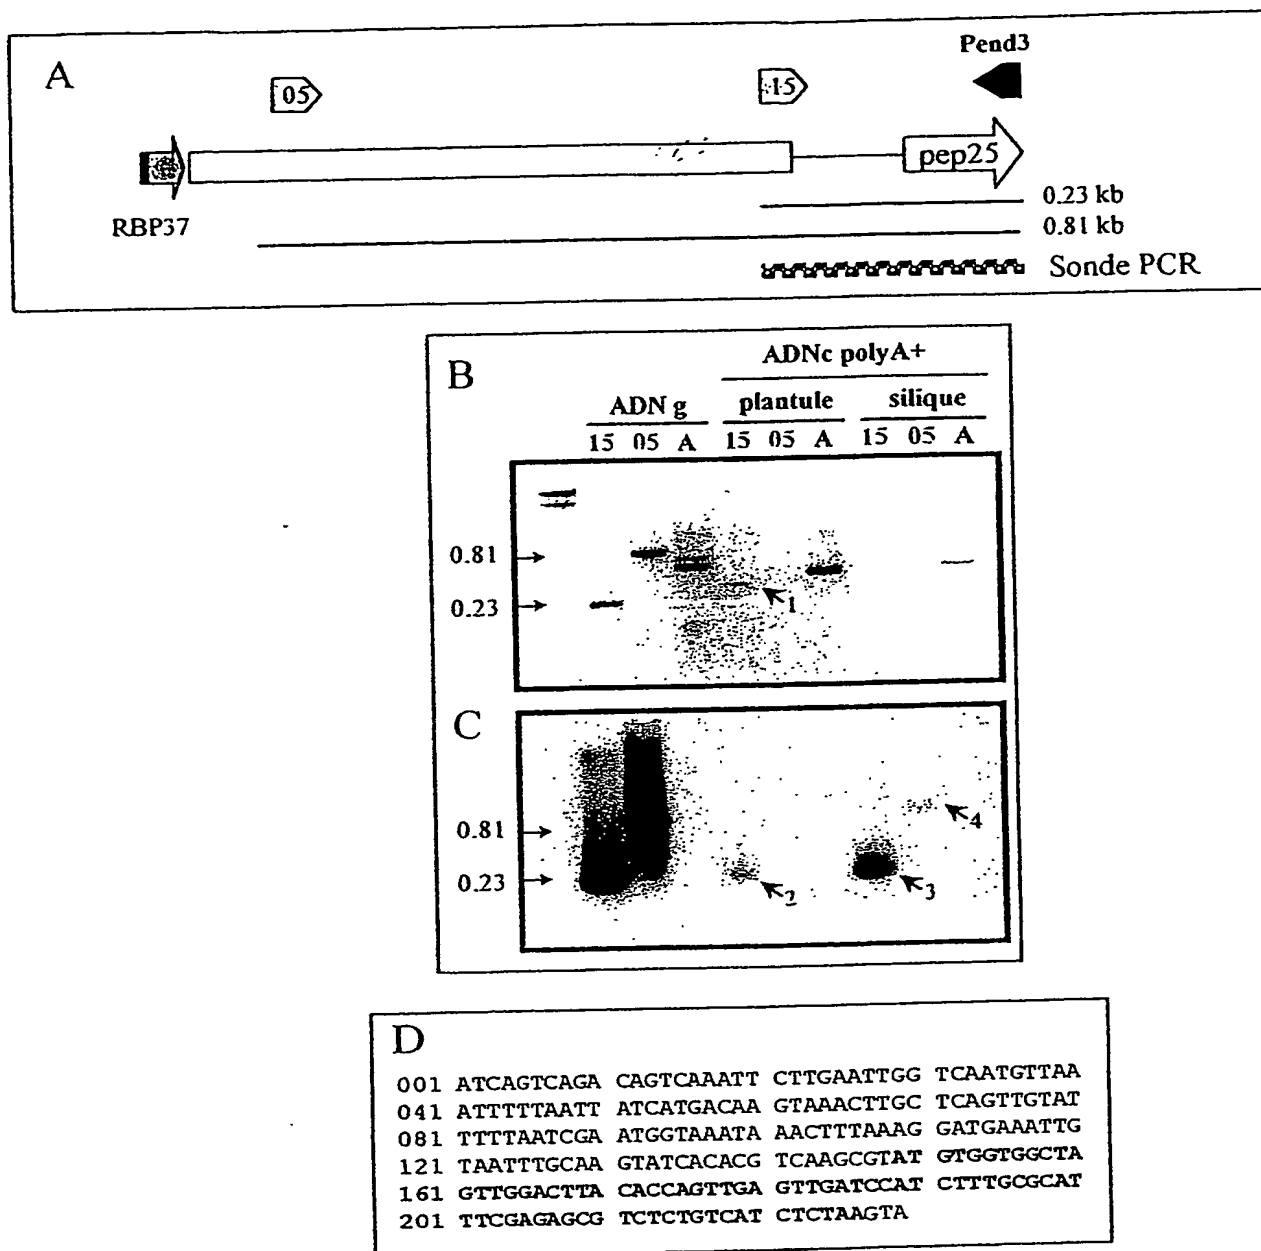 A
Pend3
05
15
pep25
RBP37
0.23 kb
0.81 kb
Sonde PCR
B
ADNc polyA+
ADN g plantule silique
15 05 A 15 05 A 15 05 A
0.81
0.23
1
C
0.81
0.23
2
3
4
D
001 ATCAGTCAGA CAGTCAAATT CTTGAATTGG TCAATGTTAA
041 ATTTTTAATT ATCATGACAA GTAAACTTGC TCAGTTGTAT
081 TTTTAATCGA ATGGTAAATA AACTTTAAAG GATGAAATTG
121 TAATTTGCAA GTATCACACG TCAAGCGTAT GTGGTGGCTA
161 GTTGGACTTA CACCAGTTGA GTTGATCCAT CTTTGCGCAT
201 TTCGAGAGCG TCTCTGTCAT CTCTAAGTA